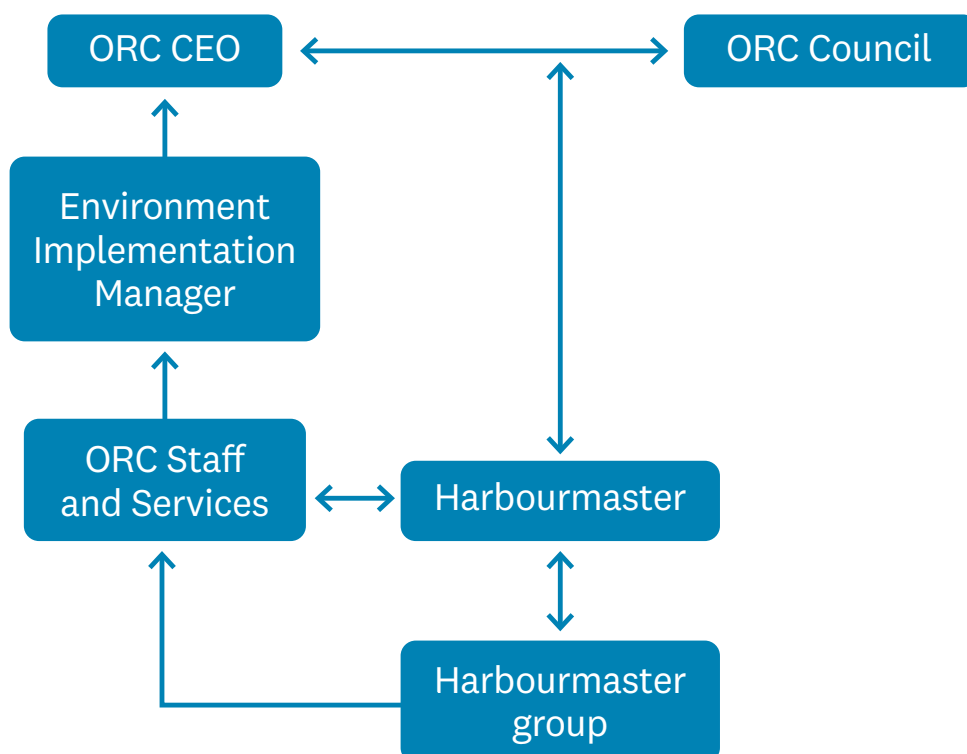 ORC CEO
ORC Council
Environment
Implementation
Manager
ORC Staff
and Services
Harbourmaster
Harbourmaster
group